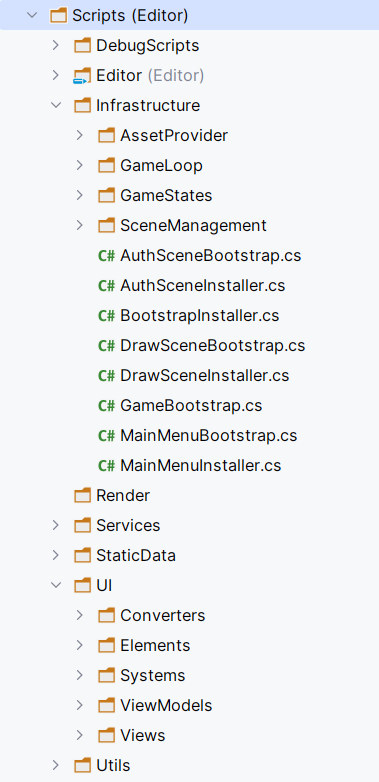 Scripts (Editor)
DebugScripts
Editor (Editor)
Infrastructure
AssetProvider
GameLoop
GameStates
SceneManagement
C# AuthSceneBootstrap.cs
C# AuthSceneInstaller.cs
C# BootstrapInstaller.cs
C# DrawSceneBootstrap.cs
C# DrawSceneInstaller.cs
C# GameBootstrap.cs
C# MainMenuBootstrap.cs
C# MainMenuInstaller.cs
Render
Services
StaticData
UI
Converters
Elements
Systems
ViewModels
Views
Utils